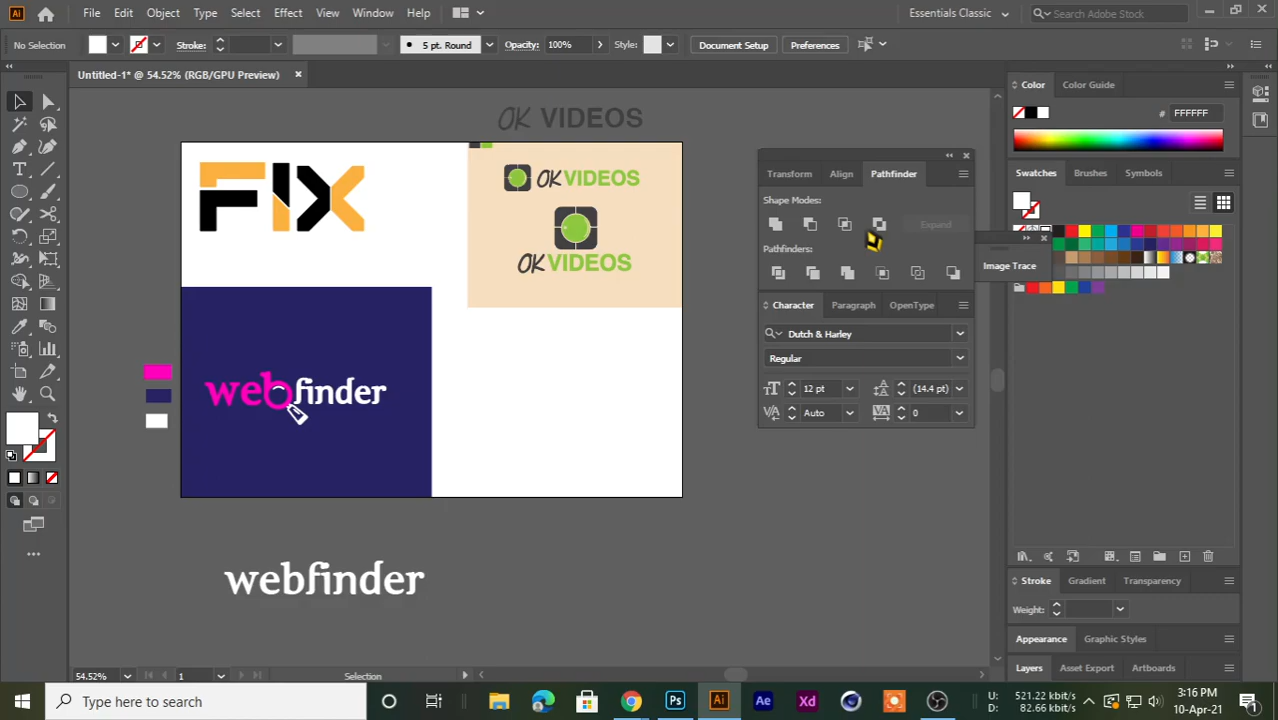 Ai File Edit Object Type Select Effect View Window Help Essentials Classic Search Adobe Stock
No Selection Stroke: 5 pt. Round Opacity: 100% Style: Document Setup Preferences
Untitled-1* @ 54.52% (RGB/GPU Preview)
Color Color Guide
# FFFFFF
OK VIDEOS
FIX
OK VIDEOS
OK VIDEOS
Transform Align Pathfinder
Shape Modes:
Expand
Pathfinders:
Swatches Brushes Symbols
Image Trace
Character Paragraph OpenType
Dutch & Harley
Regular
12 pt (14.4 pt)
Auto 0
webfinder
webfinder
Stroke Gradient Transparency
Weight:
Appearance Graphic Styles
Layers Asset Export Artboards
54.52% 1 Selection
Type here to search
Ps Ai Ae Xd
U: 521.22 kbit/s
D: 82.66 kbit/s
3:16 PM
10-Apr-21
1